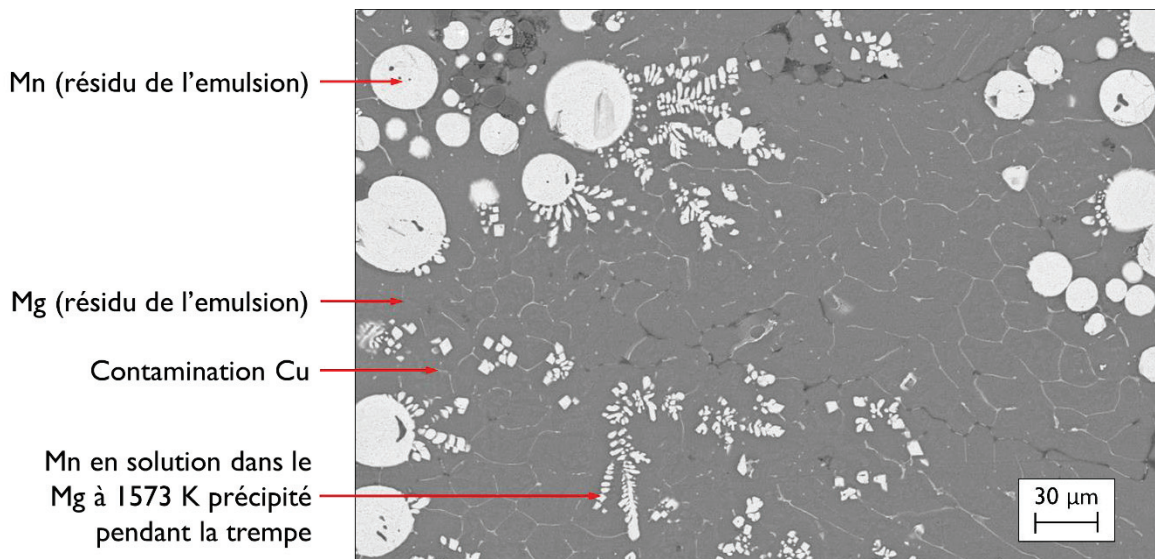 Mn (résidu de l’emulsion)
Mg (résidu de l’emulsion)
Contamination Cu
Mn en solution dans le
Mg à 1573 K précipité
pendant la trempe
30 µm